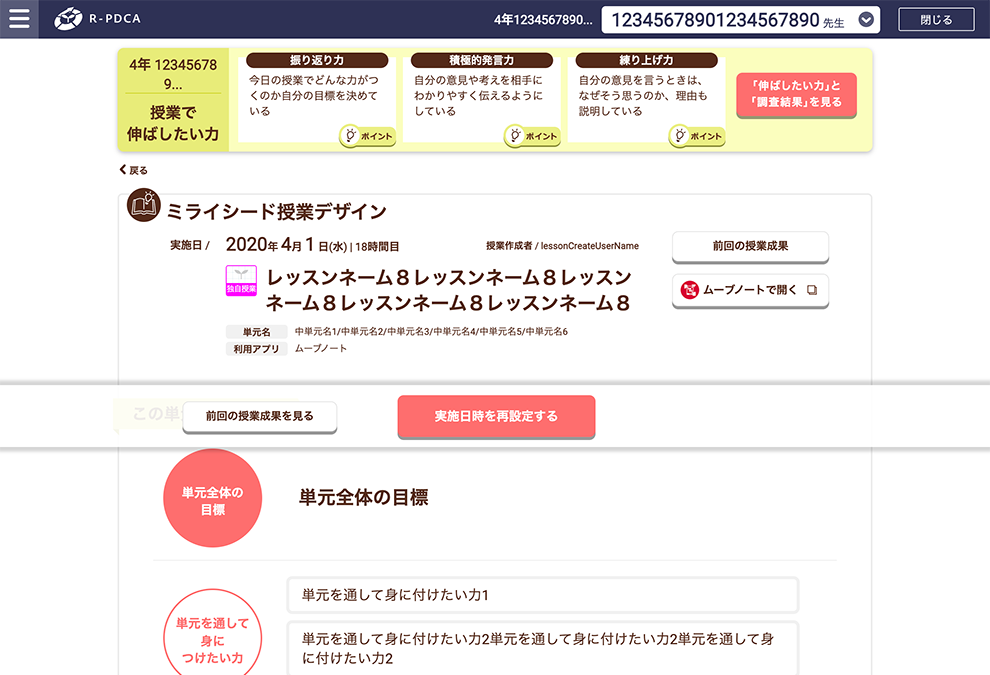 R-PDCA
4年1234567890...
12345678901234567890 先生
閉じる
4年 12345678
9...
授業で
伸ばしたい力
振り返り力
今日の授業でどんな力がつ
くのか自分の目標を決めて
いる
ポイント
積極的発言力
自分の意見や考えを相手に
わかりやすく伝えるように
している
ポイント
練り上げ力
自分の意見を言うときは、
なぜそう思うのか、理由も
説明している
ポイント
「伸ばしたい力」と
「調査結果」を見る
戻る
ミライシード授業デザイン
実施日 / 2020年 4月 1 日(水) | 18時間目
授業作成者 / lessonCreateUserName
前回の授業成果
独自授業
レッスンネーム８レッスンネーム８レッスン
ネーム８レッスンネーム８レッスンネーム８
ムーブノートで開く
単元名 中単元名1/中単元名2/中単元名3/中単元名4/中単元名5/中単元名6
利用アプリ ムーブノート
この単
前回の授業成果を見る
実施日時を再設定する
単元全体の
目標
単元全体の目標
単元を通して
身に
つけたい力
単元を通して身に付けたい力1
単元を通して身に付けたい力2単元を通して身に付けたい力2単元を通して身
に付けたい力2